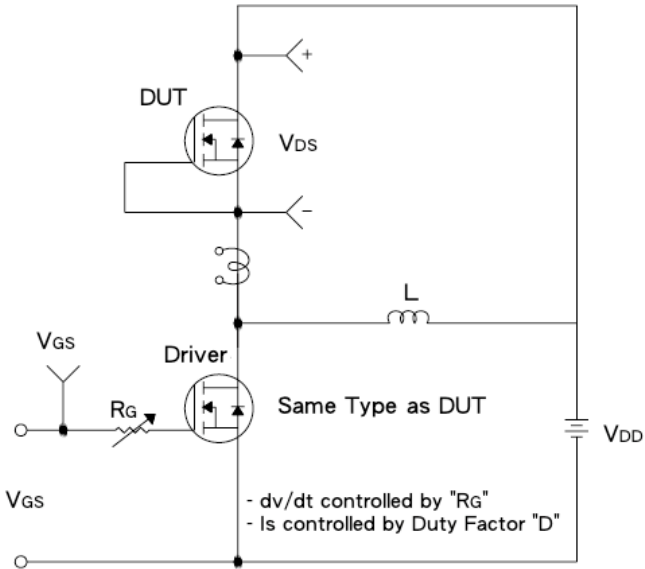 +
DUT
VDS
-
L
VGS
Driver
RG
Same Type as DUT
VDD
VGS
- dv/dt controlled by "RG"
- Is controlled by Duty Factor "D"